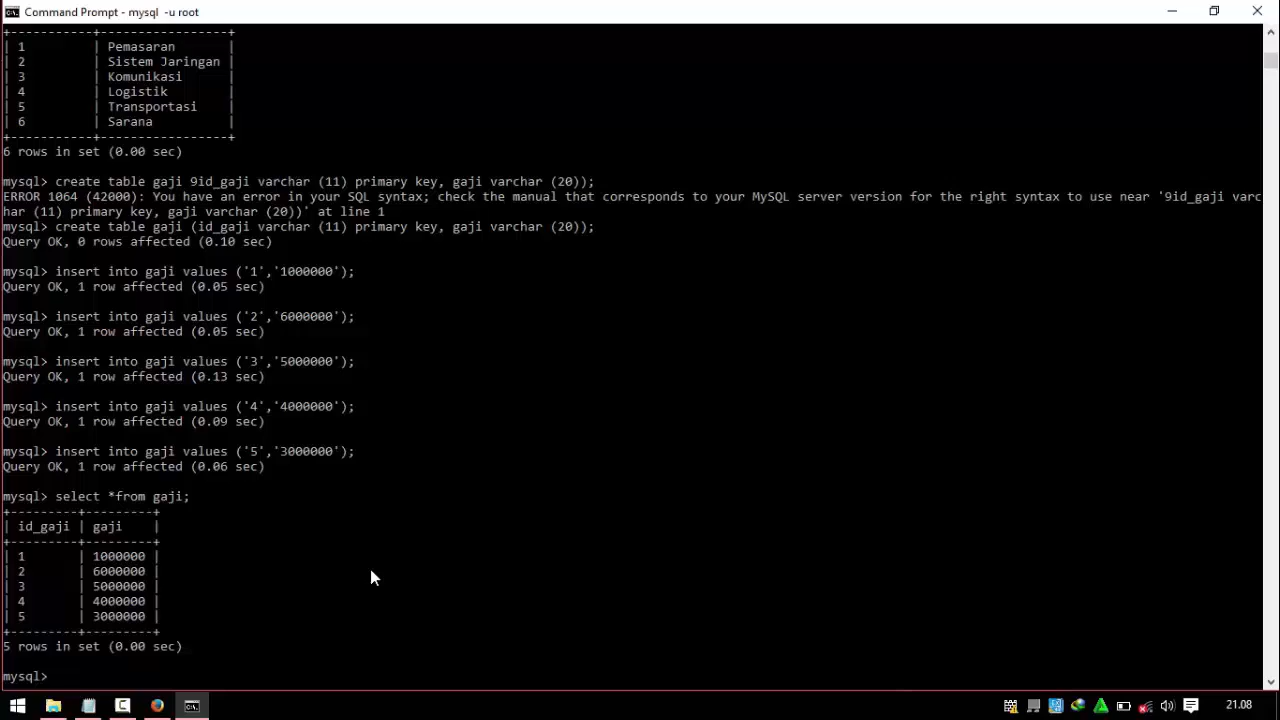 Command Prompt - mysql  -u root
+-----------+-----------------+
| 1         | Pemasaran       |
| 2         | Sistem Jaringan |
| 3         | Komunikasi      |
| 4         | Logistik        |
| 5         | Transportasi    |
| 6         | Sarana          |
+-----------+-----------------+
6 rows in set (0.00 sec)
mysql> create table gaji 9id_gaji varchar (11) primary key, gaji varchar (20));
ERROR 1064 (42000): You have an error in your SQL syntax; check the manual that corresponds to your MySQL server version for the right syntax to use near '9id_gaji varc
har (11) primary key, gaji varchar (20))' at line 1
mysql> create table gaji (id_gaji varchar (11) primary key, gaji varchar (20));
Query OK, 0 rows affected (0.10 sec)
mysql> insert into gaji values ('1','1000000');
Query OK, 1 row affected (0.05 sec)
mysql> insert into gaji values ('2','6000000');
Query OK, 1 row affected (0.05 sec)
mysql> insert into gaji values ('3','5000000');
Query OK, 1 row affected (0.13 sec)
mysql> insert into gaji values ('4','4000000');
Query OK, 1 row affected (0.09 sec)
mysql> insert into gaji values ('5','3000000');
Query OK, 1 row affected (0.06 sec)
mysql> select *from gaji;
+---------+---------+
| id_gaji | gaji    |
+---------+---------+
| 1       | 1000000 |
| 2       | 6000000 |
| 3       | 5000000 |
| 4       | 4000000 |
| 5       | 3000000 |
+---------+---------+
5 rows in set (0.00 sec)
mysql>
21.08